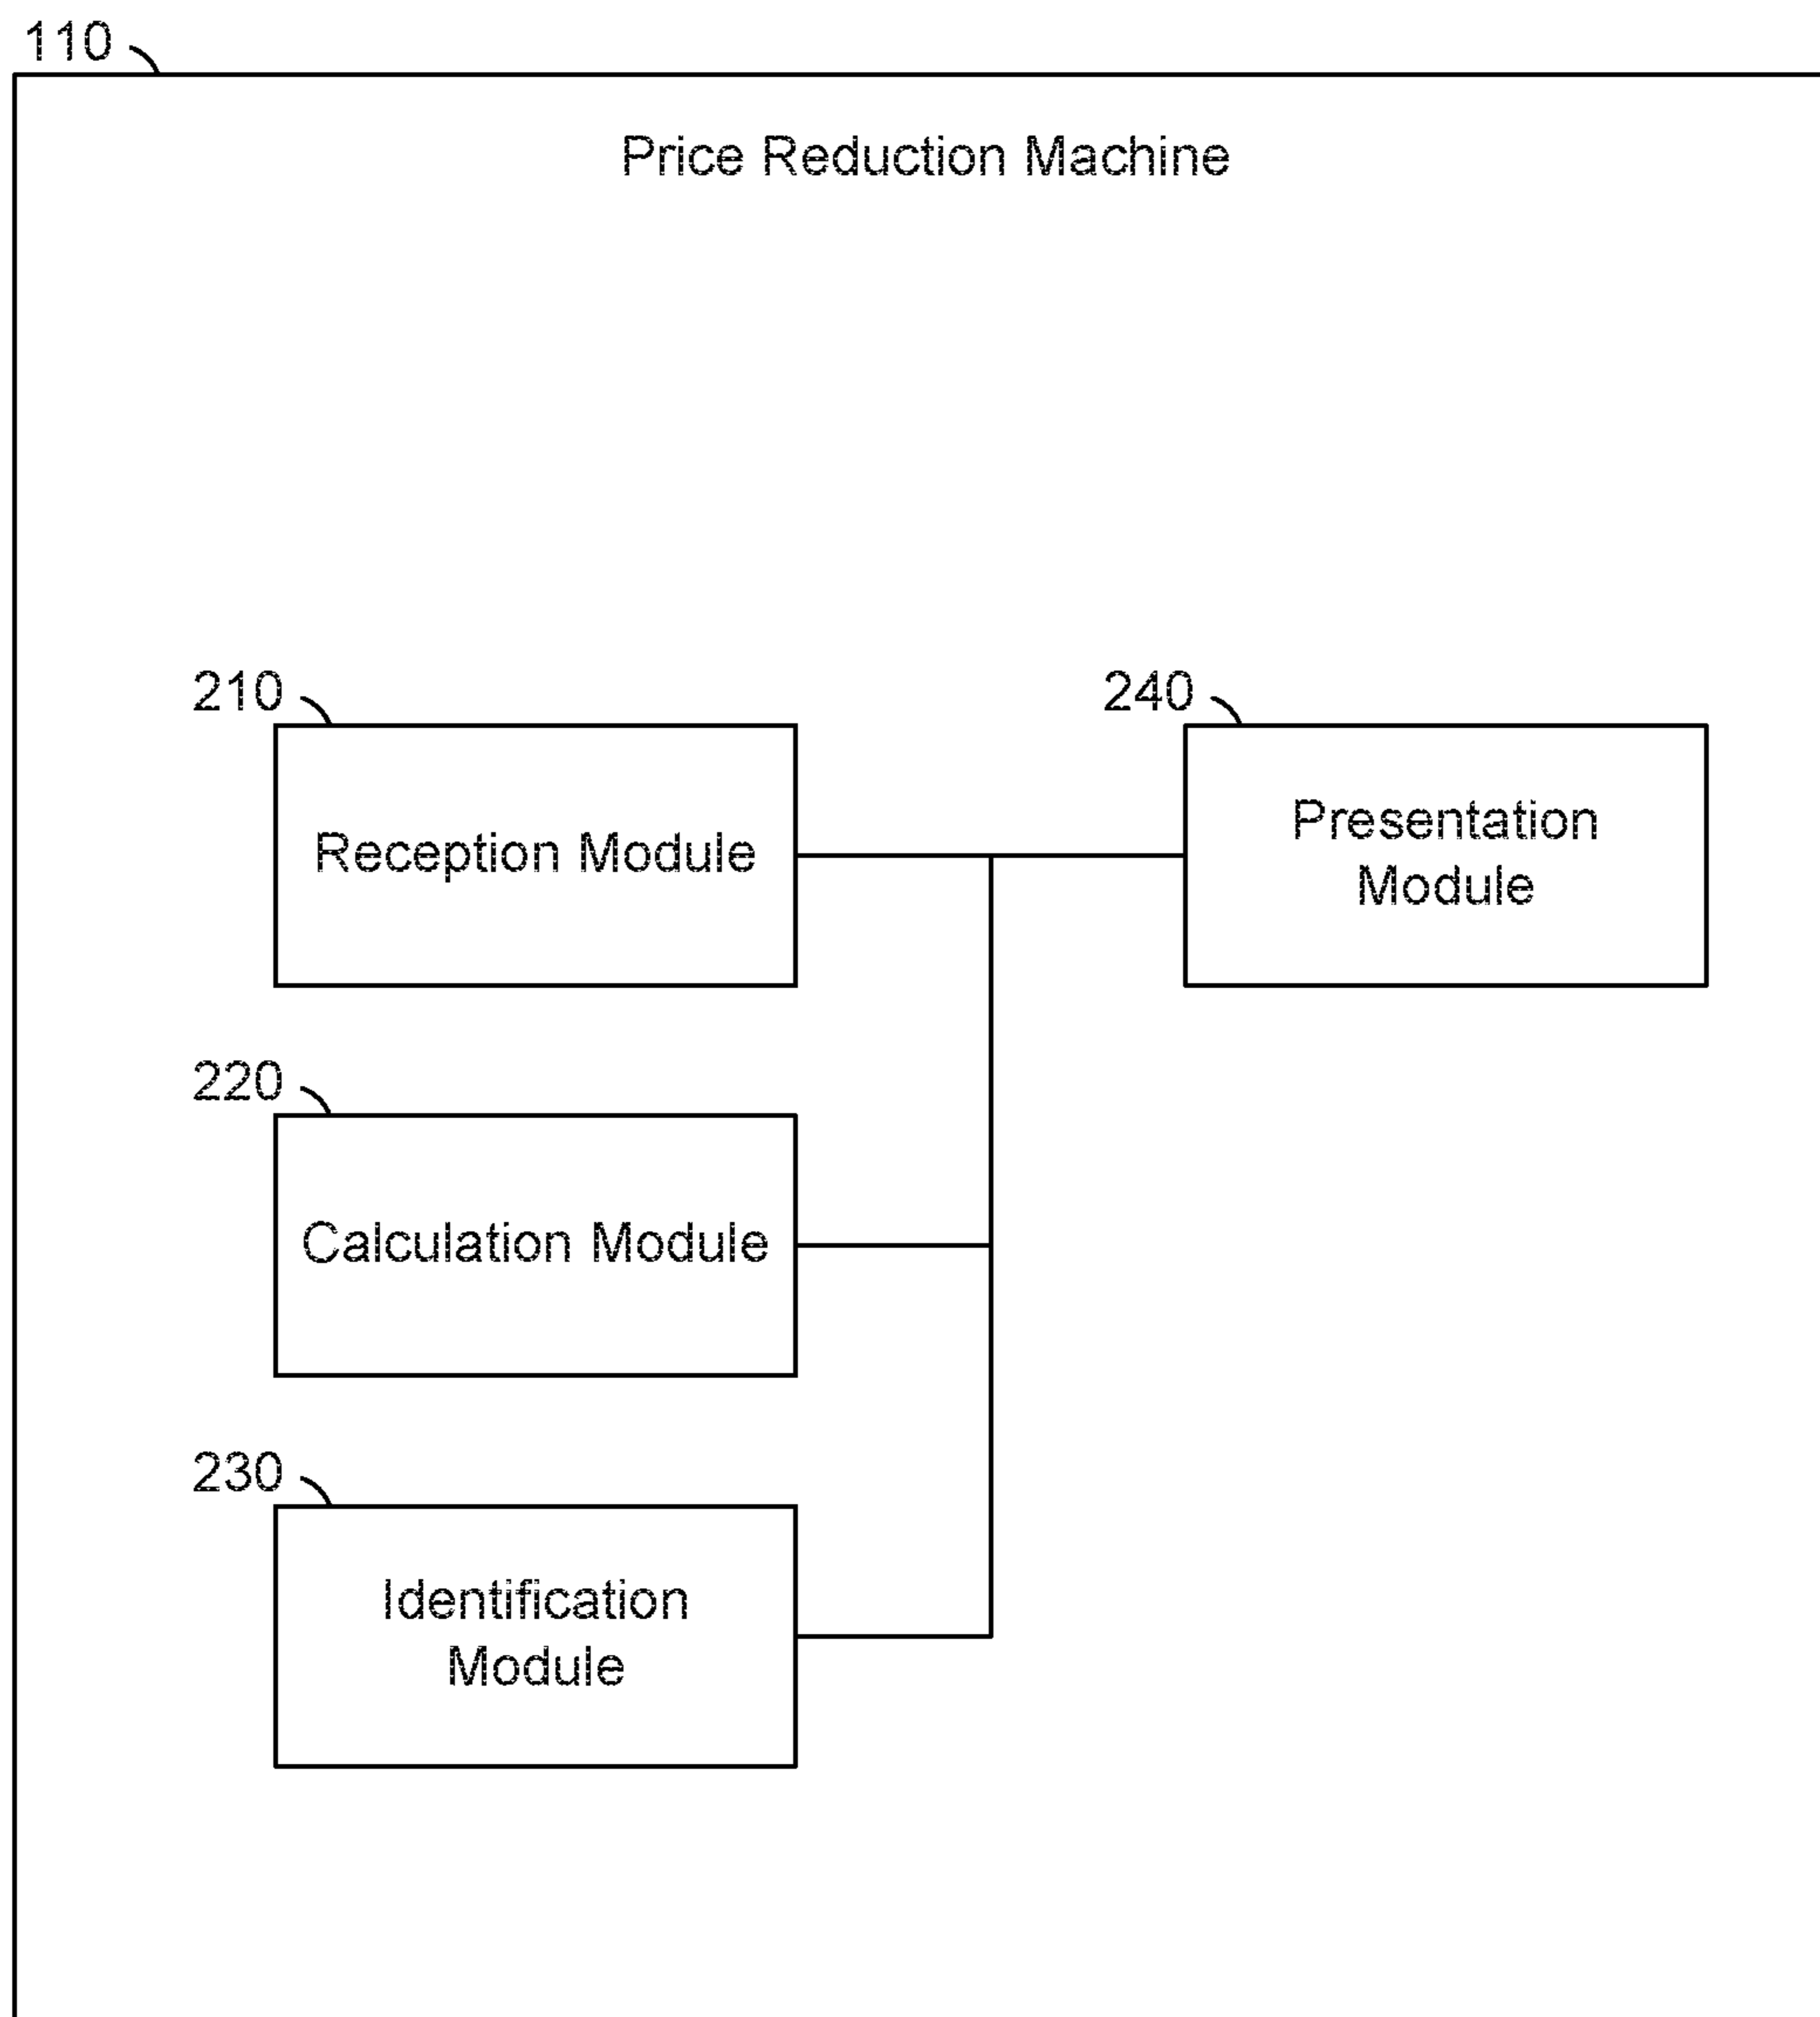 110
Price Reduction Machine
210
Reception Module
240
Presentation
Module
220
Calculation Module
230
Identification
Module